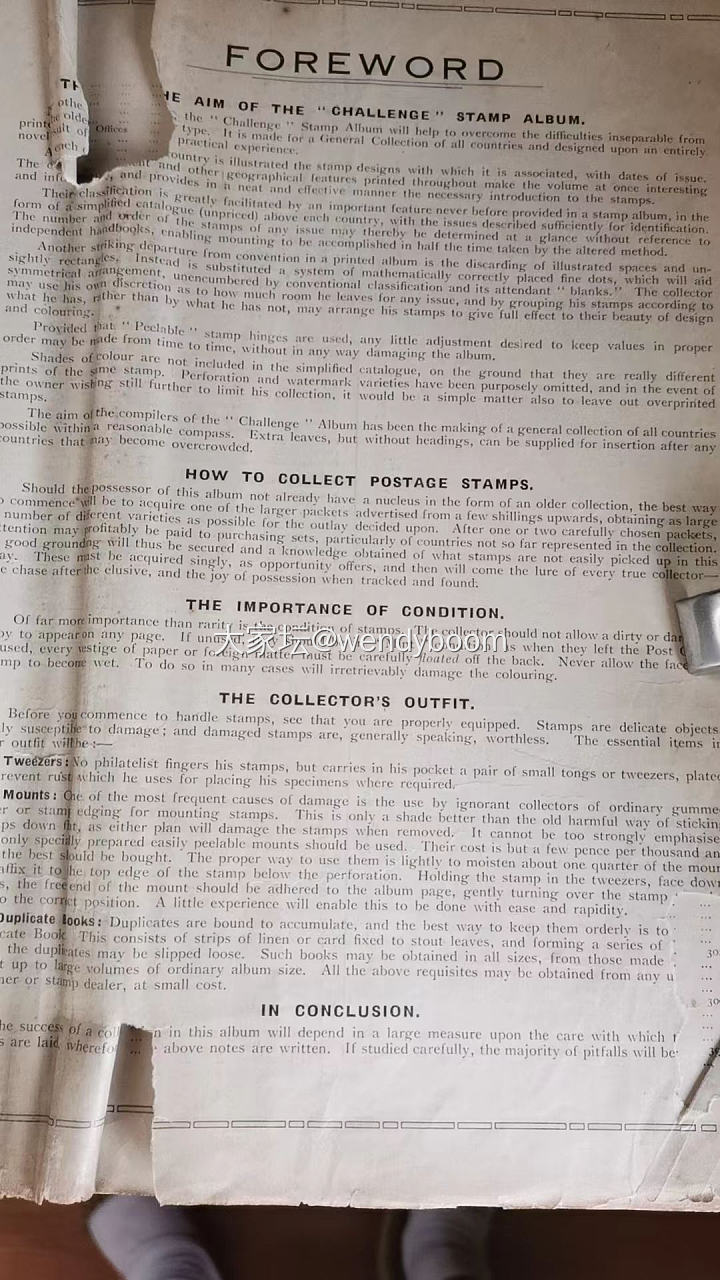 FOREWORD
HE AIM OF THE "CHALLENGE" STAMP ALBUM.
the "Challenge" Stamp Album will help to overcome the difficulties inseparable from
print type. It is made for a General Collection of all countries and designed upon an entirely
novel practical experience.
Offices
Each ountry is illustrated the stamp designs with which it is associated, with dates of issue.
The and other geographical features printed throughout make the volume at once interesting
and and provides in a neat and effective manner the necessary introduction to the stamps.
Their classification is greatly facilitated by an important feature never before provided in a stamp album, in the
form of a simplified catalogue (unpriced) above each country, with the issues described sufficiently for identification.
The number and order of the stamps of any issue may thereby be determined at a glance without reference to
independent handbooks, enabling mounting to be accomplished in half the time taken by the altered method.
Another striking departure from convention in a printed album is the discarding of illustrated spaces and un-
sightly rectangles. Instead is substituted a system of mathematically correctly placed fine dots, which will aid
symmetrical arrangement, unencumbered by conventional classification and its attendant "blanks." The collector
may use his own discretion as to how much room he leaves for any issue, and by grouping his stamps according to
what he has, rather than by what he has not, may arrange his stamps to give full effect to their beauty of design
and colouring.
Provided that "Peelable" stamp hinges are used, any little adjustment desired to keep values in proper
order may be made from time to time, without in any way damaging the album.
Shades of colour are not included in the simplified catalogue, on the ground that they are really different
prints of the same stamp. Perforation and watermark varieties have been purposely omitted, and in the event of
the owner wishing still further to limit his collection, it would be a simple matter also to leave out overprinted
stamps.
The aim of the compilers of the "Challenge" Album has been the making of a general collection of all countries
possible within a reasonable compass. Extra leaves, but without headings, can be supplied for insertion after any
countries that may become overcrowded.
HOW TO COLLECT POSTAGE STAMPS.
Should the possessor of this album not already have a nucleus in the form of an older collection, the best way
commence will be to acquire one of the larger packets advertised from a few shillings upwards, obtaining as large
number of different varieties as possible for the outlay decided upon. After one or two carefully chosen packets,
tention may profitably be paid to purchasing sets, particularly of countries not so far represented in the collection.
good grounding will thus be secured and a knowledge obtained of what stamps are not easily picked up in this
ay. These must be acquired singly, as opportunity offers, and then will come the lure of every true collector—
e chase after the elusive, and the joy of possession when tracked and found.
THE IMPORTANCE OF CONDITION.
Of far more importance than rarity is the condition of stamps. The collector should not allow a dirty or da
py to appear on any page. If un s when they left the Post
used, every vestige of paper or foreign matter must be carefully floated off the back. Never allow the face
mp to become wet. To do so in many cases will irretrievably damage the colouring.
大家坛@wendyboom
THE COLLECTOR'S OUTFIT.
Before you commence to handle stamps, see that you are properly equipped. Stamps are delicate objects
ly susceptible to damage; and damaged stamps are, generally speaking, worthless. The essential items in
r outfit will be:—
Tweezers: No philatelist fingers his stamps, but carries in his pocket a pair of small tongs or tweezers, plated
revent rust which he uses for placing his specimens where required.
Mounts: One of the most frequent causes of damage is the use by ignorant collectors of ordinary gumme
er or stamp edging for mounting stamps. This is only a shade better than the old harmful way of stickin
ps down flat, as either plan will damage the stamps when removed. It cannot be too strongly emphasise
only specially prepared easily peelable mounts should be used. Their cost is but a few pence per thousand an
the best should be bought. The proper way to use them is lightly to moisten about one quarter of the moun
affix it to the top edge of the stamp below the perforation. Holding the stamp in the tweezers, face down
s, the free end of the mount should be adhered to the album page, gently turning over the stamp
o the correct position. A little experience will enable this to be done with ease and rapidity.
Duplicate Books: Duplicates are bound to accumulate, and the best way to keep them orderly is to
cate Book. This consists of strips of linen or card fixed to stout leaves, and forming a series of
the duplicates may be slipped loose. Such books may be obtained in all sizes, from those made
t up to large volumes of ordinary album size. All the above requisites may be obtained from any u
ner or stamp dealer, at small cost.
IN CONCLUSION.
he success of a col n in this album will depend in a large measure upon the care with which
s are laid, wherefo above notes are written. If studied carefully, the majority of pitfalls will be